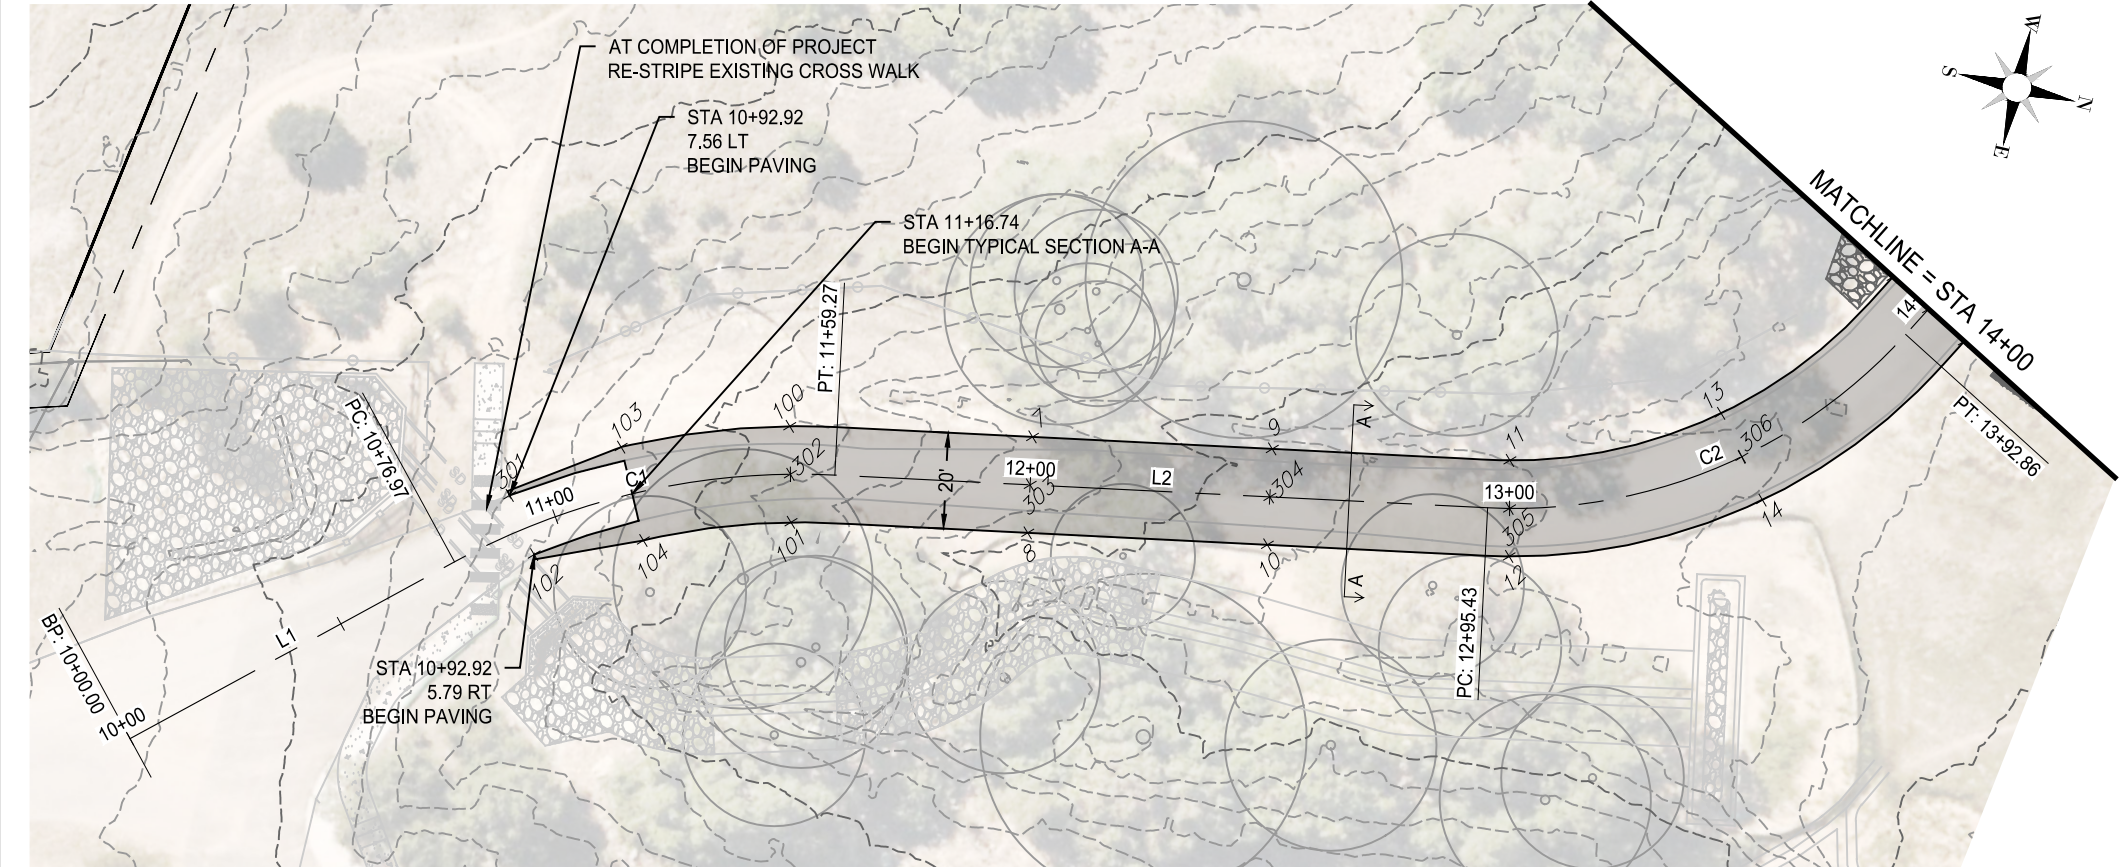 AT COMPLETION OF PROJECT
RE-STRIPE EXISTING CROSS WALK
STA 10+92.92
7.56 LT
BEGIN PAVING
STA 11+16.74
BEGIN TYPICAL SECTION A-A
W
S
N
E
MATCHLINE = STA 14+00
PT: 11+59.27
PC: 10+76.97
103
100
7
9
A
11
13
14
301
11+00
C1
302
20'
12+00
303
L2
304
13+00
305
C2
306
PT: 13+92.86
102
104
101
8
10
A
12
14
PC: 12+95.43
BP: 10+00.00
10+00
L1
STA 10+92.92
5.79 RT
BEGIN PAVING